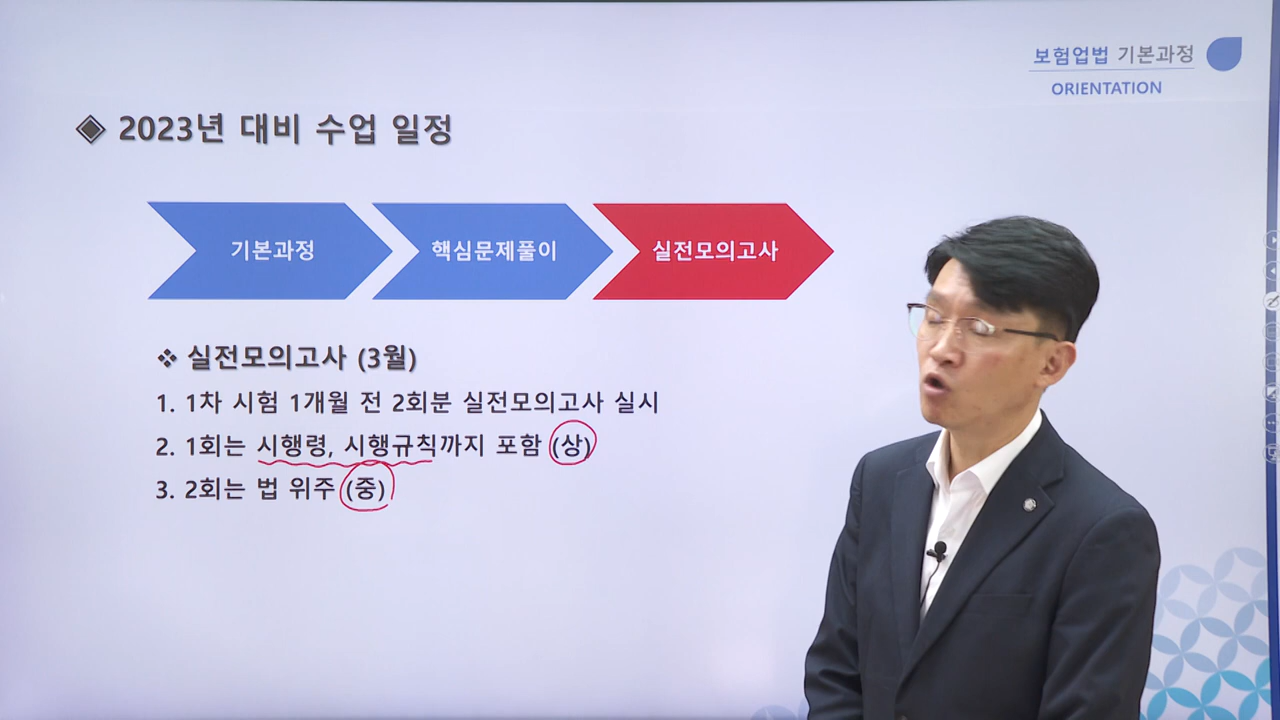 보험업법 기본과정
ORIENTATION
◈ 2023년 대비 수업 일정
기본과정
핵심문제풀이
실전모의고사
❖ 실전모의고사 (3월)
1. 1차 시험 1개월 전 2회분 실전모의고사 실시
2. 1회는 시행령, 시행규칙까지 포함 (상)
3. 2회는 법 위주 (중)